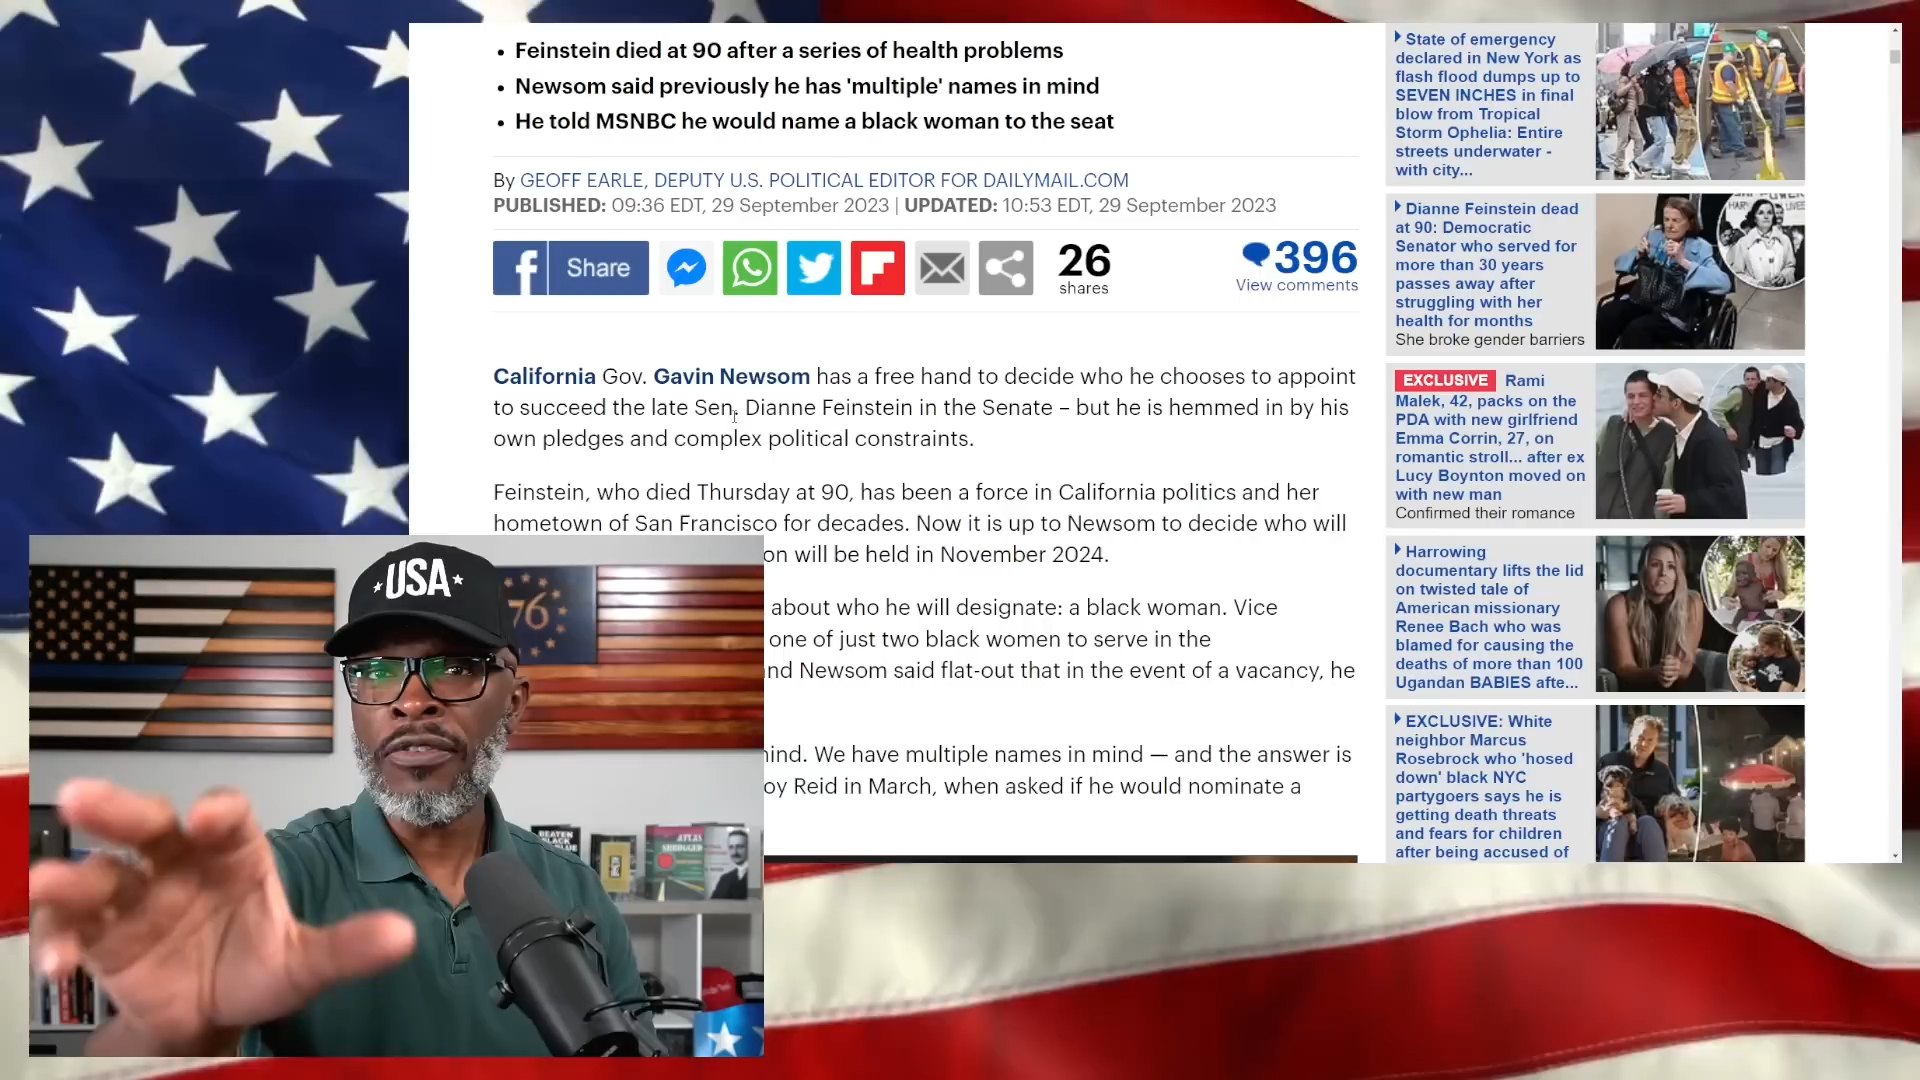 Feinstein died at 90 after a series of health problems
Newsom said previously he has 'multiple' names in mind
He told MSNBC he would name a black woman to the seat
By GEOFF EARLE, DEPUTY U.S. POLITICAL EDITOR FOR DAILYMAIL.COM
PUBLISHED: 09:36 EDT, 29 September 2023 | UPDATED: 10:53 EDT, 29 September 2023
Share
26
shares
396
View comments
California Gov. Gavin Newsom has a free hand to decide who he chooses to appoint
to succeed the late Sen. Dianne Feinstein in the Senate – but he is hemmed in by his
own pledges and complex political constraints.
Feinstein, who died Thursday at 90, has been a force in California politics and her
hometown of San Francisco for decades. Now it is up to Newsom to decide who will
on will be held in November 2024.
about who he will designate: a black woman. Vice
one of just two black women to serve in the
nd Newsom said flat-out that in the event of a vacancy, he
ind. We have multiple names in mind — and the answer is
oy Reid in March, when asked if he would nominate a
State of emergency
declared in New York as
flash flood dumps up to
SEVEN INCHES in final
blow from Tropical
Storm Ophelia: Entire
streets underwater -
with city...
Dianne Feinstein dead
at 90: Democratic
Senator who served for
more than 30 years
passes away after
struggling with her
health for months
She broke gender barriers
EXCLUSIVE Rami
Malek, 42, packs on the
PDA with new girlfriend
Emma Corrin, 27, on
romantic stroll... after ex
Lucy Boynton moved on
with new man
Confirmed their romance
Harrowing
documentary lifts the lid
on twisted tale of
American missionary
Renee Bach who was
blamed for causing the
deaths of more than 100
Ugandan BABIES afte...
EXCLUSIVE: White
neighbor Marcus
Rosebrock who 'hosed
down' black NYC
partygoers says he is
getting death threats
and fears for children
after being accused of
USA
76
BEATEN
BLACK
ATLAS
SHRUGGED